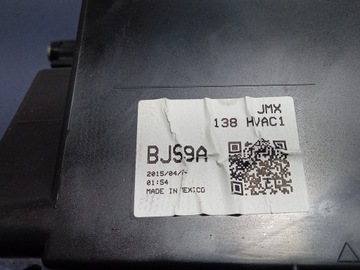 JMX
138 HVAC1
BJS9A
2015/04/
01:54
MADE IN MEXICO